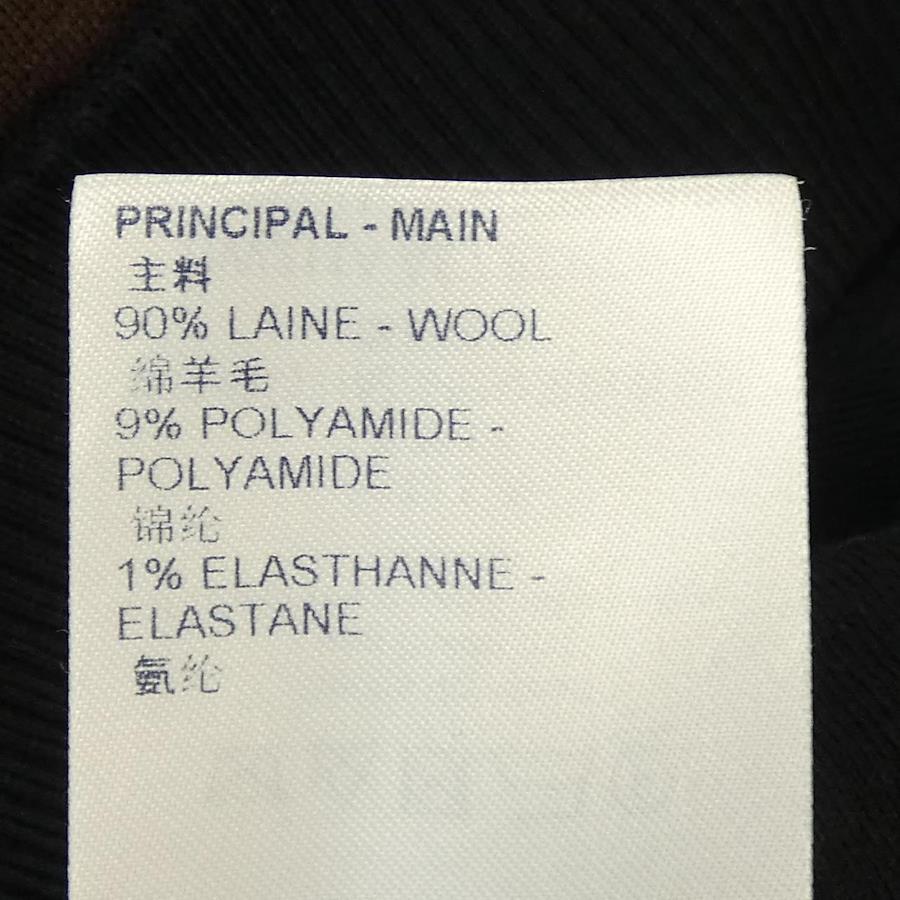 PRINCIPAL - MAIN
主料
90% LAINE - WOOL
绵羊毛
9% POLYAMIDE -
POLYAMIDE
锦纶
1% ELASTHANNE -
ELASTANE
氨纶